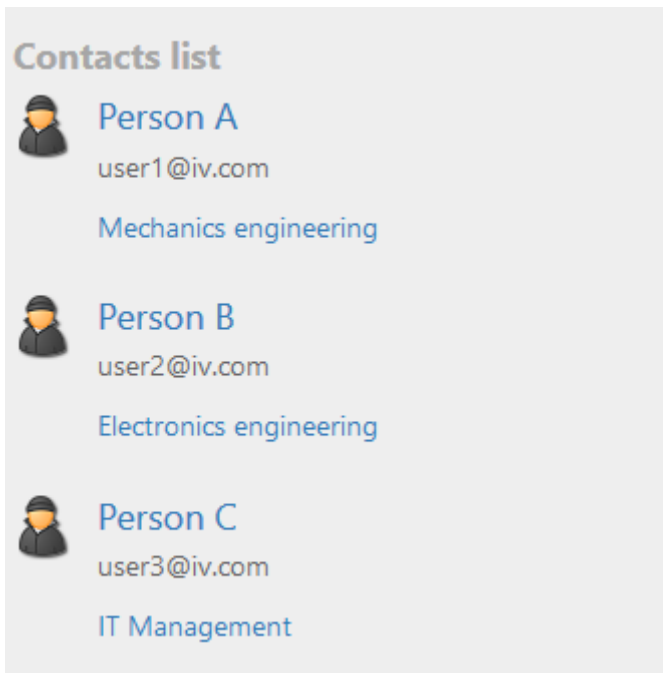 Contacts list
Person A
user1@iv.com
Mechanics engineering
Person B
user2@iv.com
Electronics engineering
Person C
user3@iv.com
IT Management